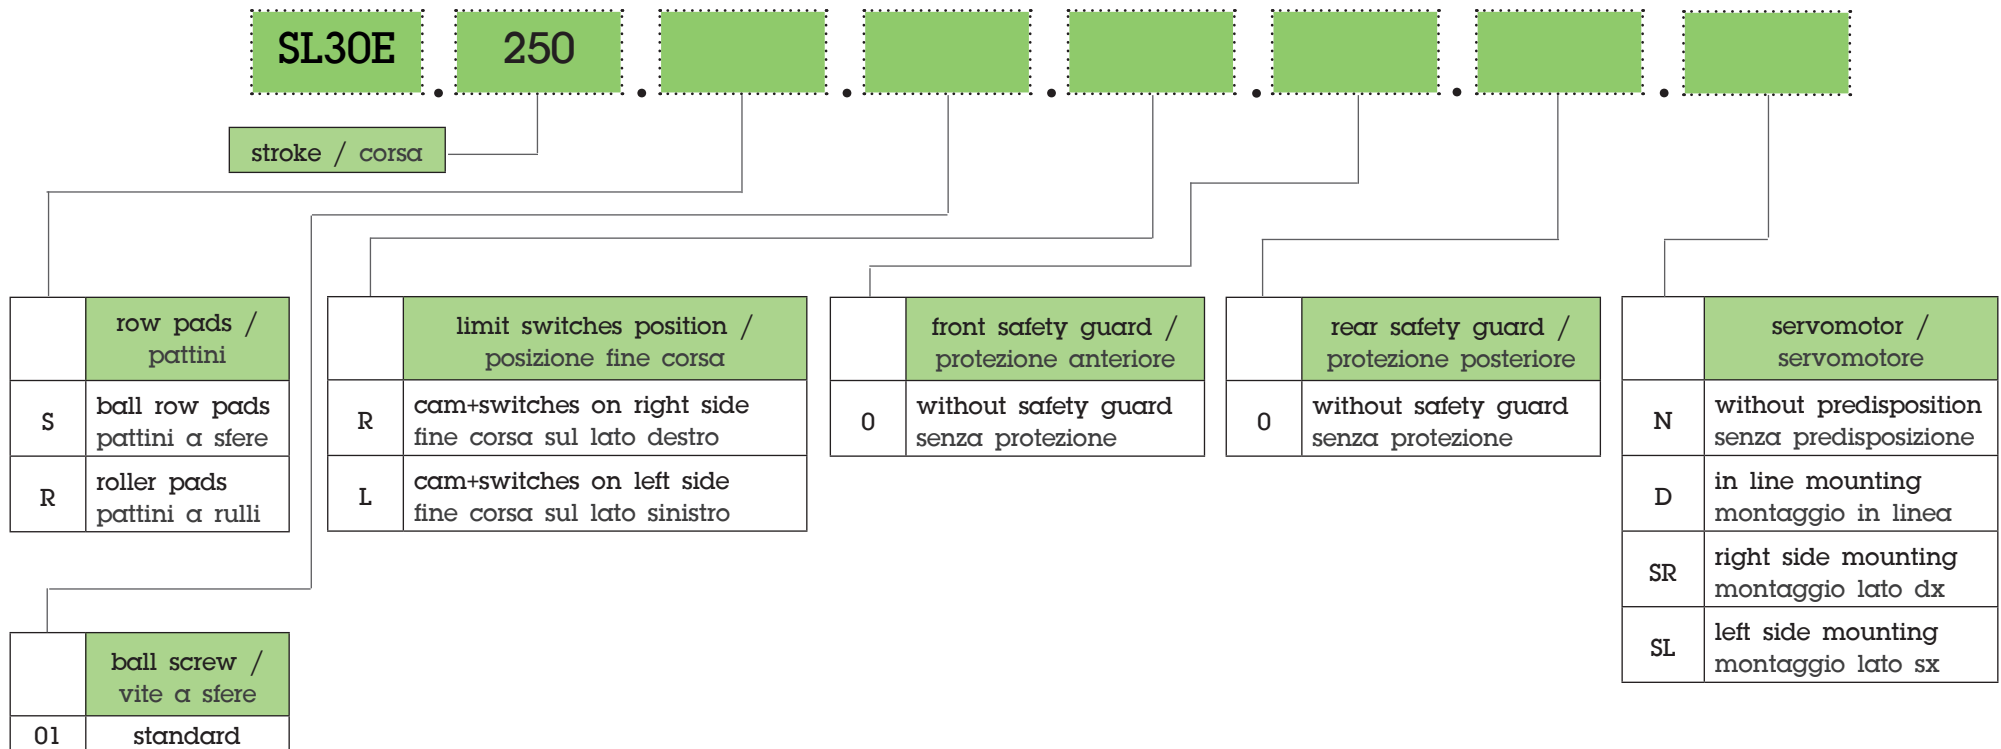 SL30E . 250 . . . . . .
stroke / corsa
row pads /
pattini
S
ball row pads
pattini a sfere
R
roller pads
pattini a rulli
limit switches position /
posizione fine corsa
R
cam+switches on right side
fine corsa sul lato destro
L
cam+switches on left side
fine corsa sul lato sinistro
front safety guard /
protezione anteriore
0
without safety guard
senza protezione
rear safety guard /
protezione posteriore
0
without safety guard
senza protezione
servomotor /
servomotore
N
without predisposition
senza predisposizione
D
in line mounting
montaggio in linea
SR
right side mounting
montaggio lato dx
SL
left side mounting
montaggio lato sx
ball screw /
vite a sfere
01 standard